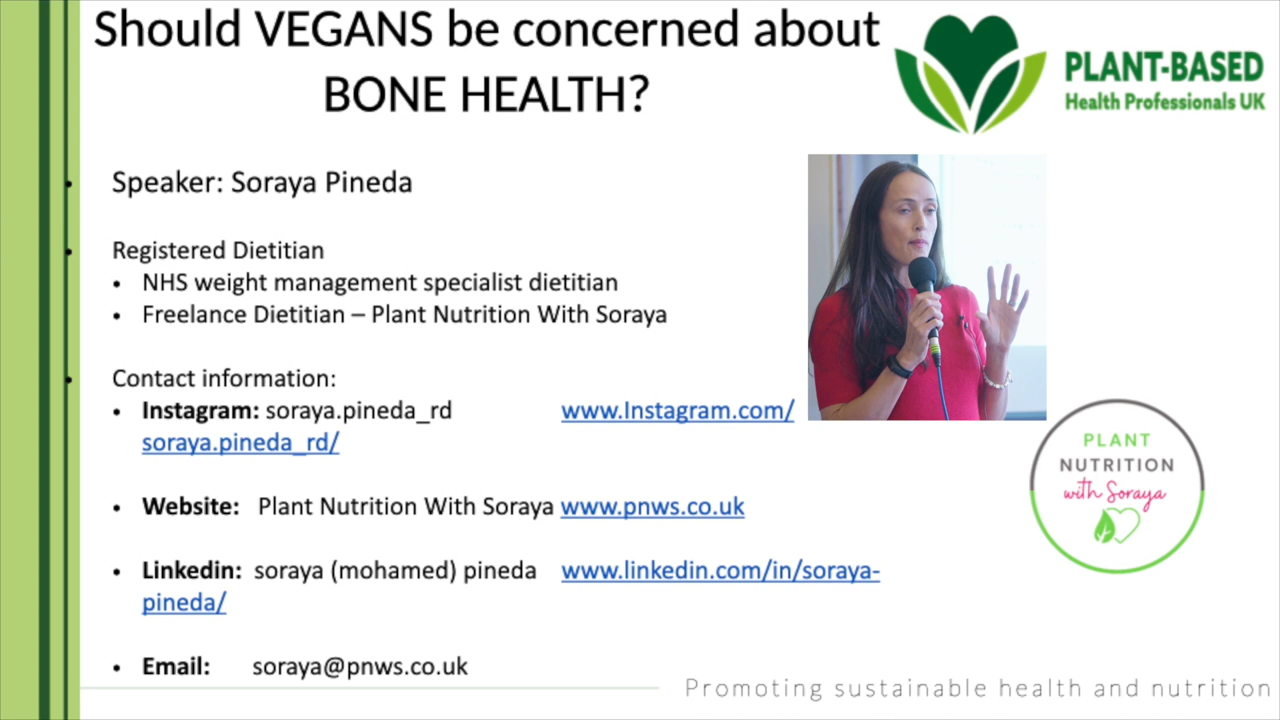 Should VEGANS be concerned about
BONE HEALTH?
PLANT-BASED
Health Professionals UK
• Speaker: Soraya Pineda
• Registered Dietitian
• NHS weight management specialist dietitian
• Freelance Dietitian – Plant Nutrition With Soraya
• Contact information:
• Instagram: soraya.pineda_rd www.Instagram.com/
soraya.pineda_rd/
• Website: Plant Nutrition With Soraya www.pnws.co.uk
• Linkedin: soraya (mohamed) pineda www.linkedin.com/in/soraya-
pineda/
• Email: soraya@pnws.co.uk
PLANT
NUTRITION
with Soraya
Promoting sustainable health and nutrition